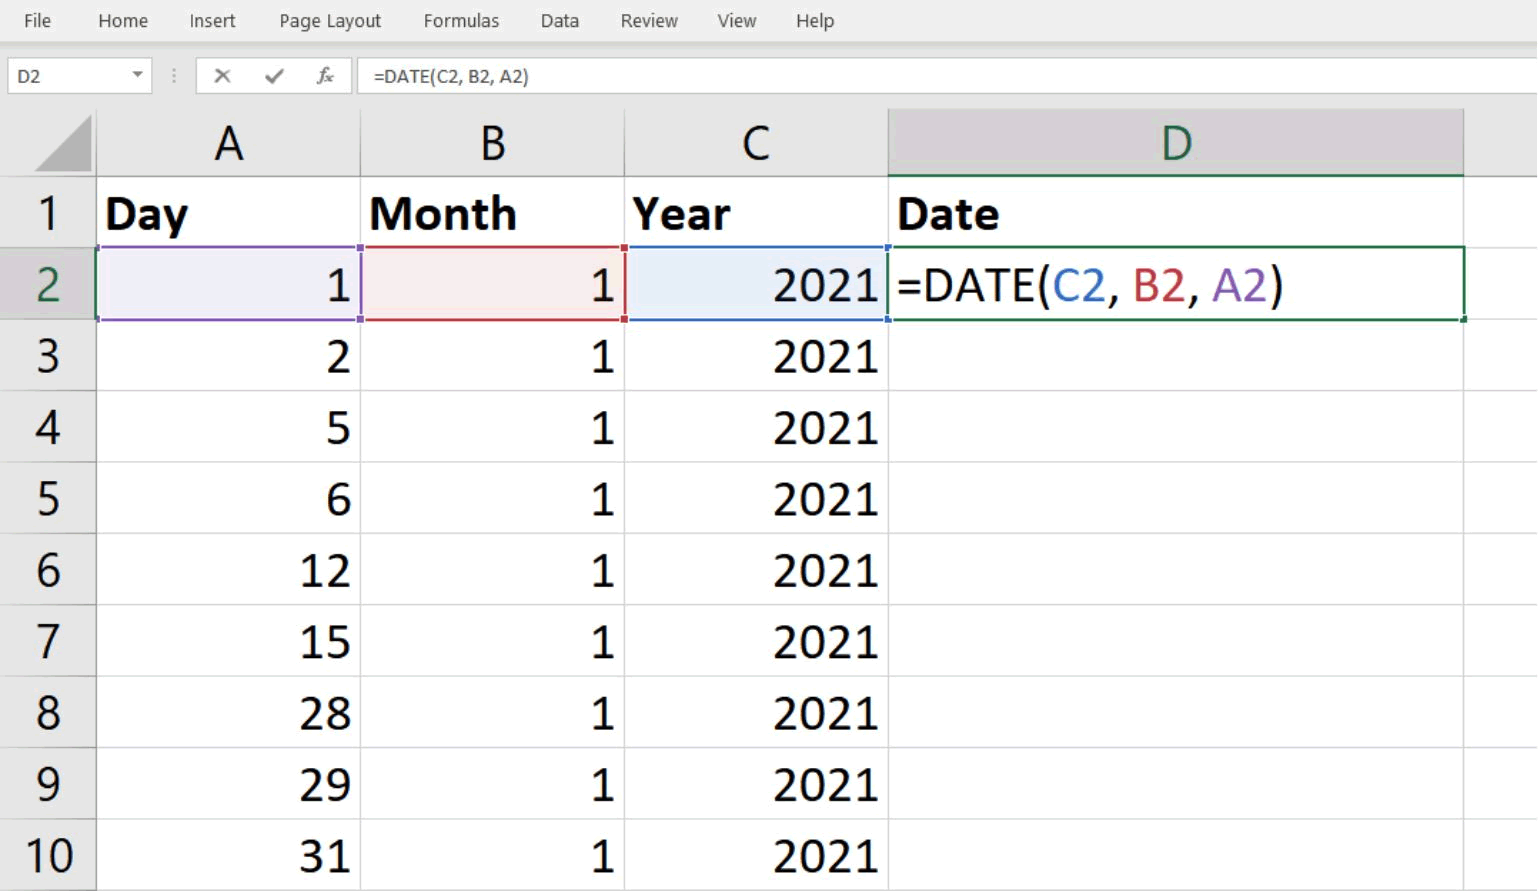 File Home Insert Page Layout Formulas Data Review View Help
D2 fx =DATE(C2, B2, A2)
A B C D
1 Day Month Year Date
2 1 1 2021 =DATE(C2, B2, A2)
3 2 1 2021
4 5 1 2021
5 6 1 2021
6 12 1 2021
7 15 1 2021
8 28 1 2021
9 29 1 2021
10 31 1 2021